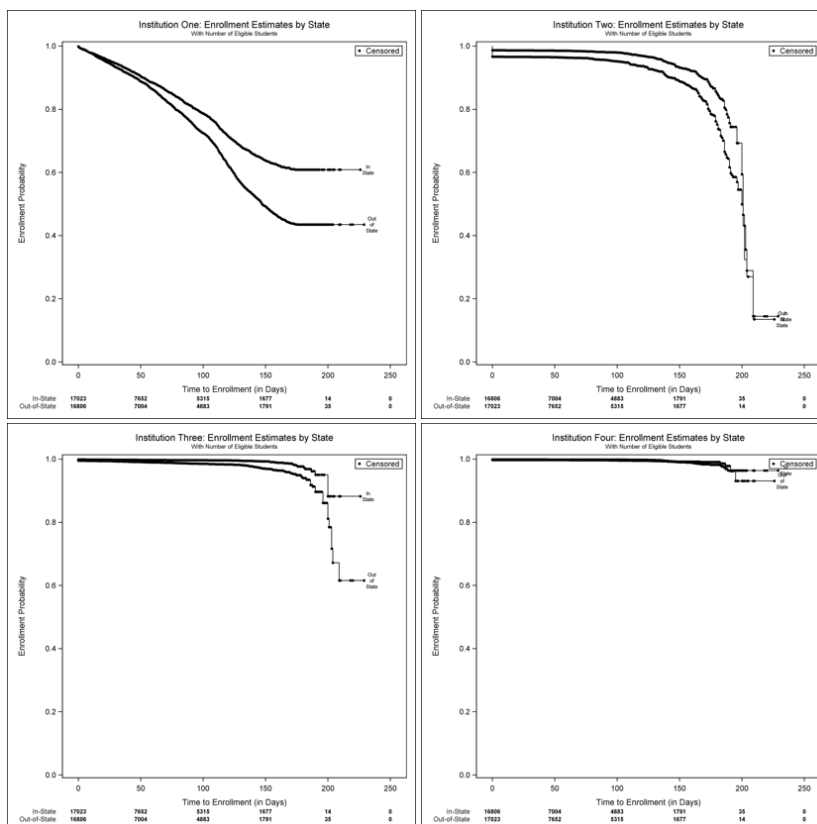 Institution One: Enrollment Estimates by State
With Number of Eligible Students
Censored
1.0
0.8
0.6
0.4
0.2
0.0
Enrollment Probability
In
State
Out
of
State
0 50 100 150 200 250
Time to Enrollment (in Days)
In-State 17023 7652 5315 1677 14 0
Out-of-State 16806 7004 4883 1791 35 0
Institution Two: Enrollment Estimates by State
With Number of Eligible Students
Censored
1.0
0.8
0.6
0.4
0.2
0.0
Enrollment Probability
State
State
0 50 100 150 200 250
Time to Enrollment (in Days)
In-State 16806 7004 4883 1791 35 0
Out-of-State 17023 7652 5315 1677 14 0
Institution Three: Enrollment Estimates by State
With Number of Eligible Students
Censored
1.0
0.8
0.6
0.4
0.2
0.0
Enrollment Probability
In
State
Out
of
State
0 50 100 150 200 250
Time to Enrollment (in Days)
In-State 17023 7652 5315 1677 14 0
Out-of-State 16806 7004 4883 1791 35 0
Institution Four: Enrollment Estimates by State
With Number of Eligible Students
Censored
1.0
0.8
0.6
0.4
0.2
0.0
Enrollment Probability
State
of
State
0 50 100 150 200 250
Time to Enrollment (in Days)
In-State 16806 7004 4883 1791 35 0
Out-of-State 17023 7652 5315 1677 14 0